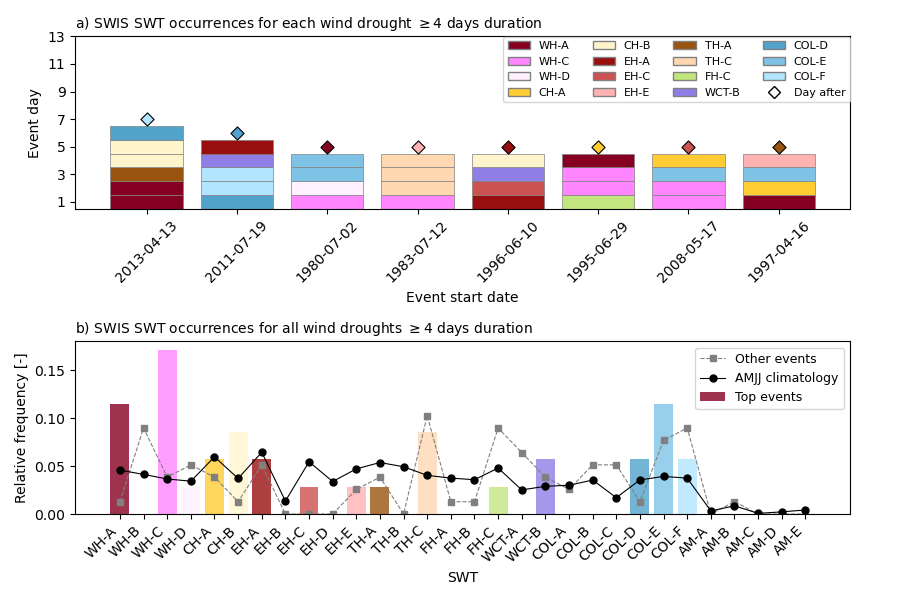 a) SWIS SWT occurrences for each wind drought ≥4 days duration
Event day
13
11
9
7
5
3
1
WH-A
WH-C
WH-D
CH-A
CH-B
EH-A
EH-C
EH-E
TH-A
TH-C
FH-C
WCT-B
COL-D
COL-E
COL-F
Day after
2013-04-13
2011-07-19
1980-07-02
1983-07-12
1996-06-10
1995-06-29
2008-05-17
1997-04-16
Event start date
b) SWIS SWT occurrences for all wind droughts ≥4 days duration
Relative frequency [-]
0.15
0.10
0.05
0.00
Other events
AMJJ climatology
Top events
WH-A
WH-B
WH-C
WH-D
CH-A
CH-B
EH-A
EH-B
EH-C
EH-D
EH-E
TH-A
TH-B
TH-C
FH-A
FH-B
FH-C
WCT-A
WCT-B
COL-A
COL-B
COL-C
COL-D
COL-E
COL-F
AM-A
AM-B
AM-C
AM-D
AM-E
SWT